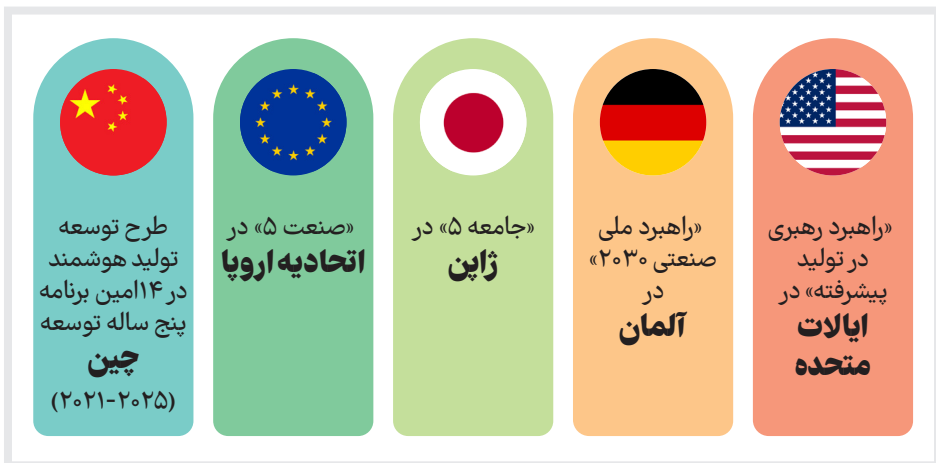 «راهبرد رهبری
در تولید
پیشرفته» در
ایالات
متحده
«راهبرد ملی
صنعتی ۲۰۳۰»
در
آلمان
«جامعه ۵» در
ژاپن
«صنعت ۵» در
اتحادیه اروپا
طرح توسعه
تولید هوشمند
در ۱۴امین برنامه
پنج ساله توسعه
چین
(۲۰۲۱-۲۰۲۵)